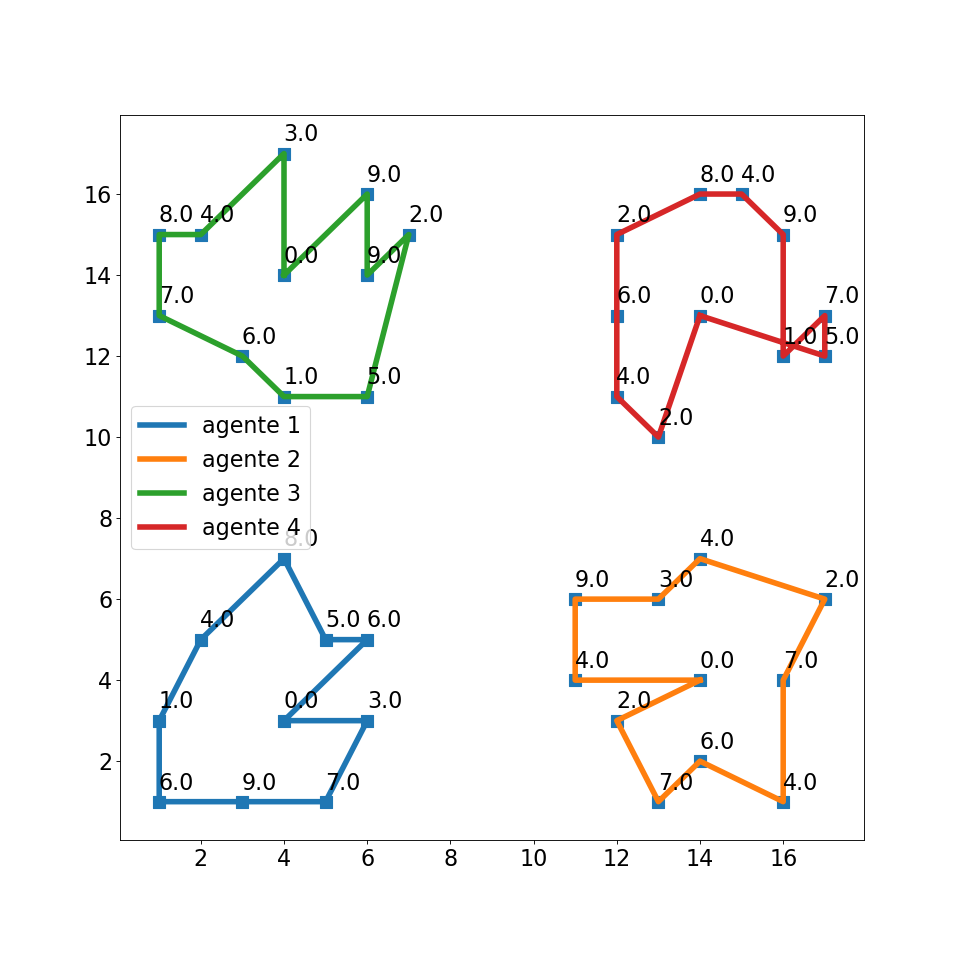 3.0
8.0 4.0
9.0
9.0
8.0 4.0 0.0 9.0 2.0 2.0 9.0
7.0 6.0 0.0 7.0
6.0 1.0 5.0
1.0 5.0 4.0
2.0
agente 1
agente 2
agente 3
agente 4
8.0 4.0
9.0 3.0 2.0
4.0 5.0 6.0
4.0 0.0 7.0
1.0 0.0 3.0 2.0
6.0
6.0 9.0 7.0 7.0 4.0
16
14
12
10
8
6
4
2
2 4 6 8 10 12 14 16